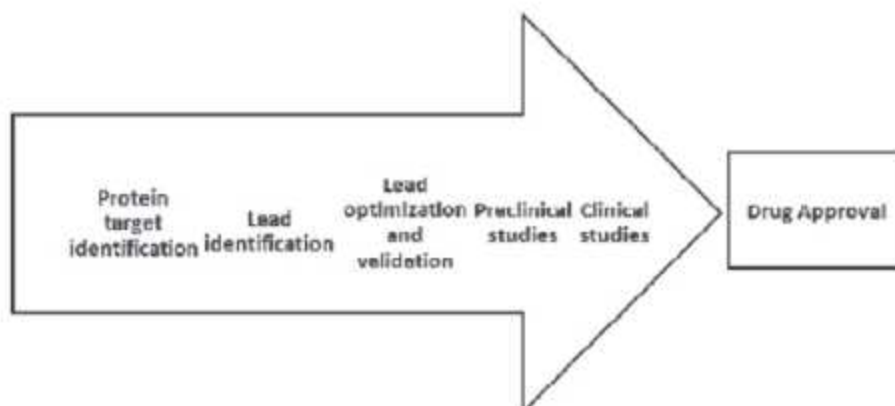 Protein
target
identification
Lead
identification
Lead
optimization
and
validation
Preclinical
studies
Clinical
studies
Drug Approval